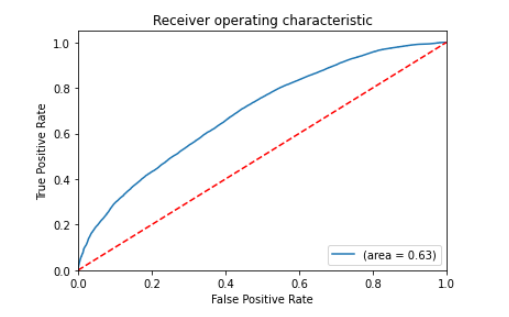 Receiver operating characteristic
1.0
0.8
0.6
0.4
0.2
0.0
True Positive Rate
(area = 0.63)
0.0 0.2 0.4 0.6 0.8 1.0
False Positive Rate